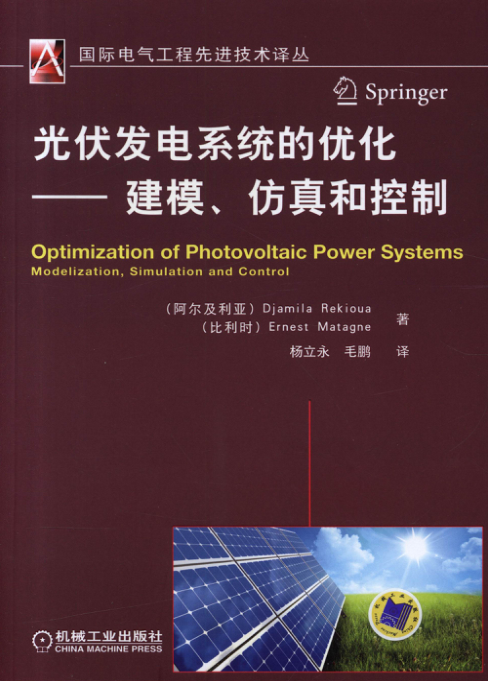 国际电气工程先进技术译丛
Springer
光伏发电系统的优化
—— 建模、仿真和控制
Optimization of Photovoltaic Power Systems
Modelization, Simulation and Control
（阿尔及利亚）Djamila Rekioua
（比利时）Ernest Matagne 著
杨立永 毛鹏 译
机械工业出版社
CHINA MACHINE PRESS